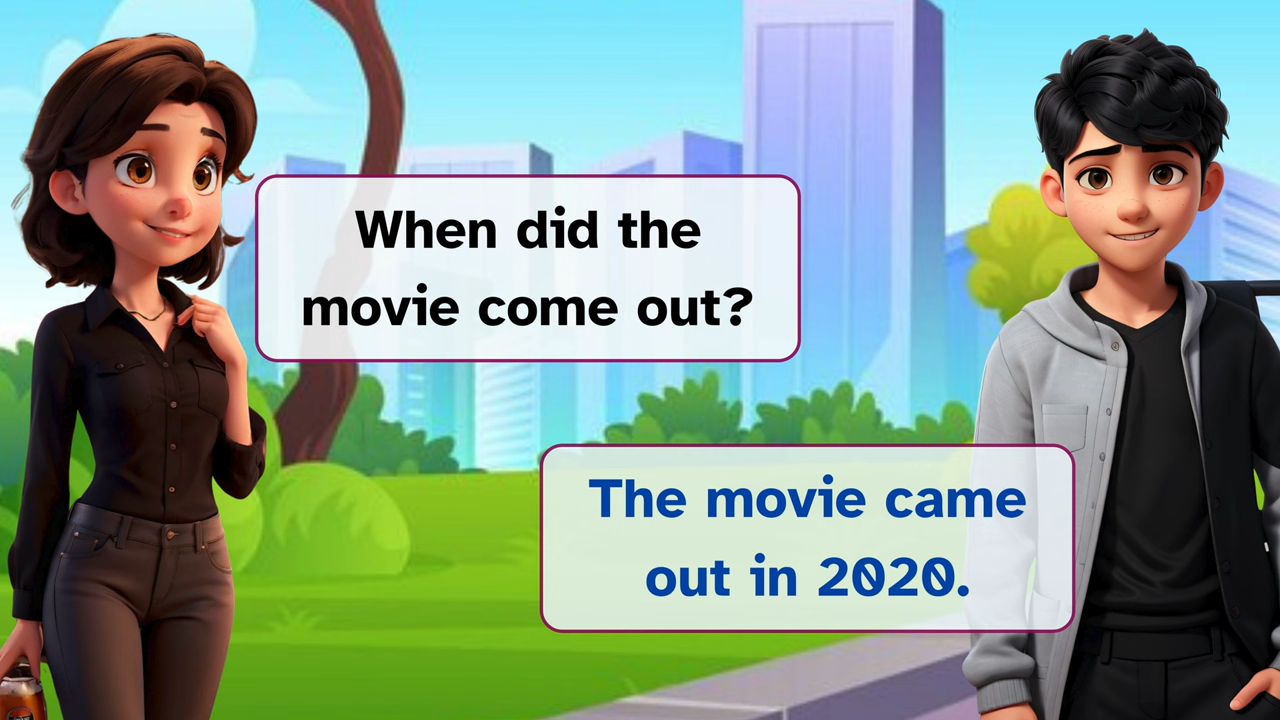 When did the
movie come out?
The movie came
out in 2020.